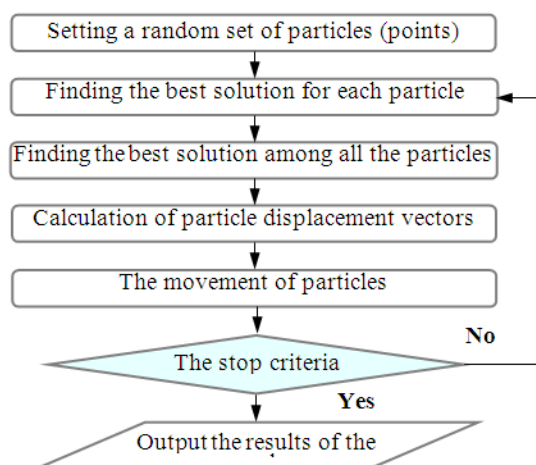 Setting a random set of particles (points)
Finding the best solution for each particle
Finding the best solution among all the particles
Calculation of particle displacement vectors
The movement of particles
The stop criteria
No
Yes
Output the results of the